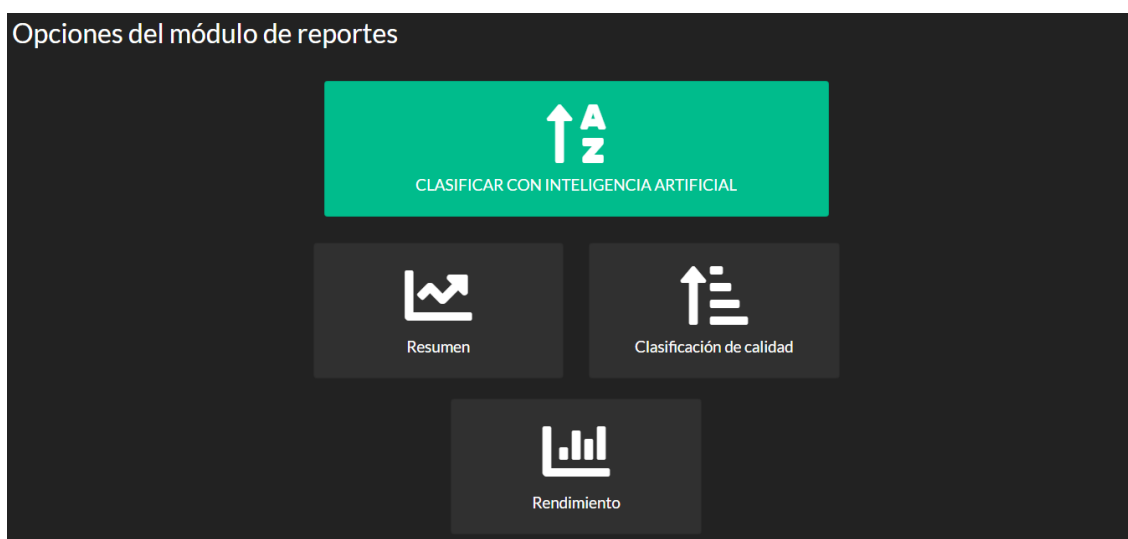 Opciones del módulo de reportes
A
Z
CLASIFICAR CON INTELIGENCIA ARTIFICIAL
Resumen
Clasificación de calidad
Rendimiento